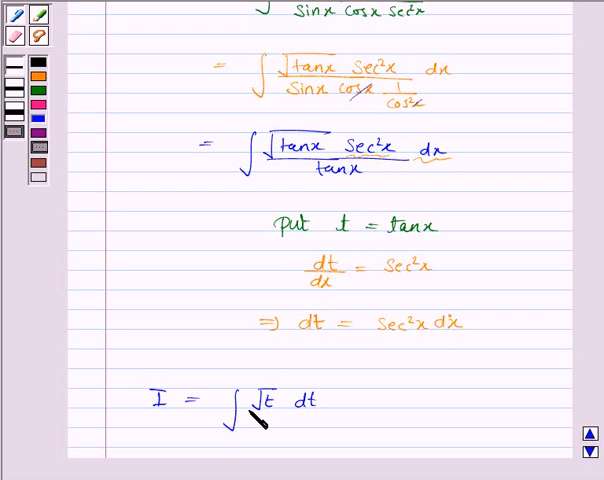 Sinx cosx sec²x
= ∫ √tanx sec²x / Sinx cosx 1/cos²x dx
= ∫ √tanx sec²x / tanx dx
Put t = tanx
dt/dx = Sec²x
⇒ dt = Sec²x dx
I = ∫ √t dt